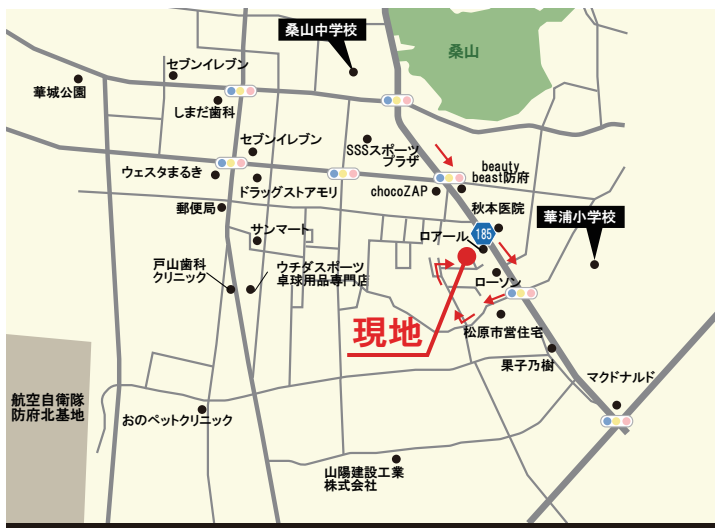 桑山中学校
桑山
セブンイレブン
華城公園
しまだ歯科
セブンイレブン
SSSスポーツ
プラザ
beauty
beast防府
ウェスタまるき
ドラッグストアモリ
chocoZAP
秋本医院
郵便局
華浦小学校
サンマート
ロアール
185
戸山歯科
クリニック
ウチダスポーツ
卓球用品専門店
ローソン
現地
松原市営住宅
果子乃樹
マクドナルド
航空自衛隊
防府北基地
おのペットクリニック
山陽建設工業
株式会社